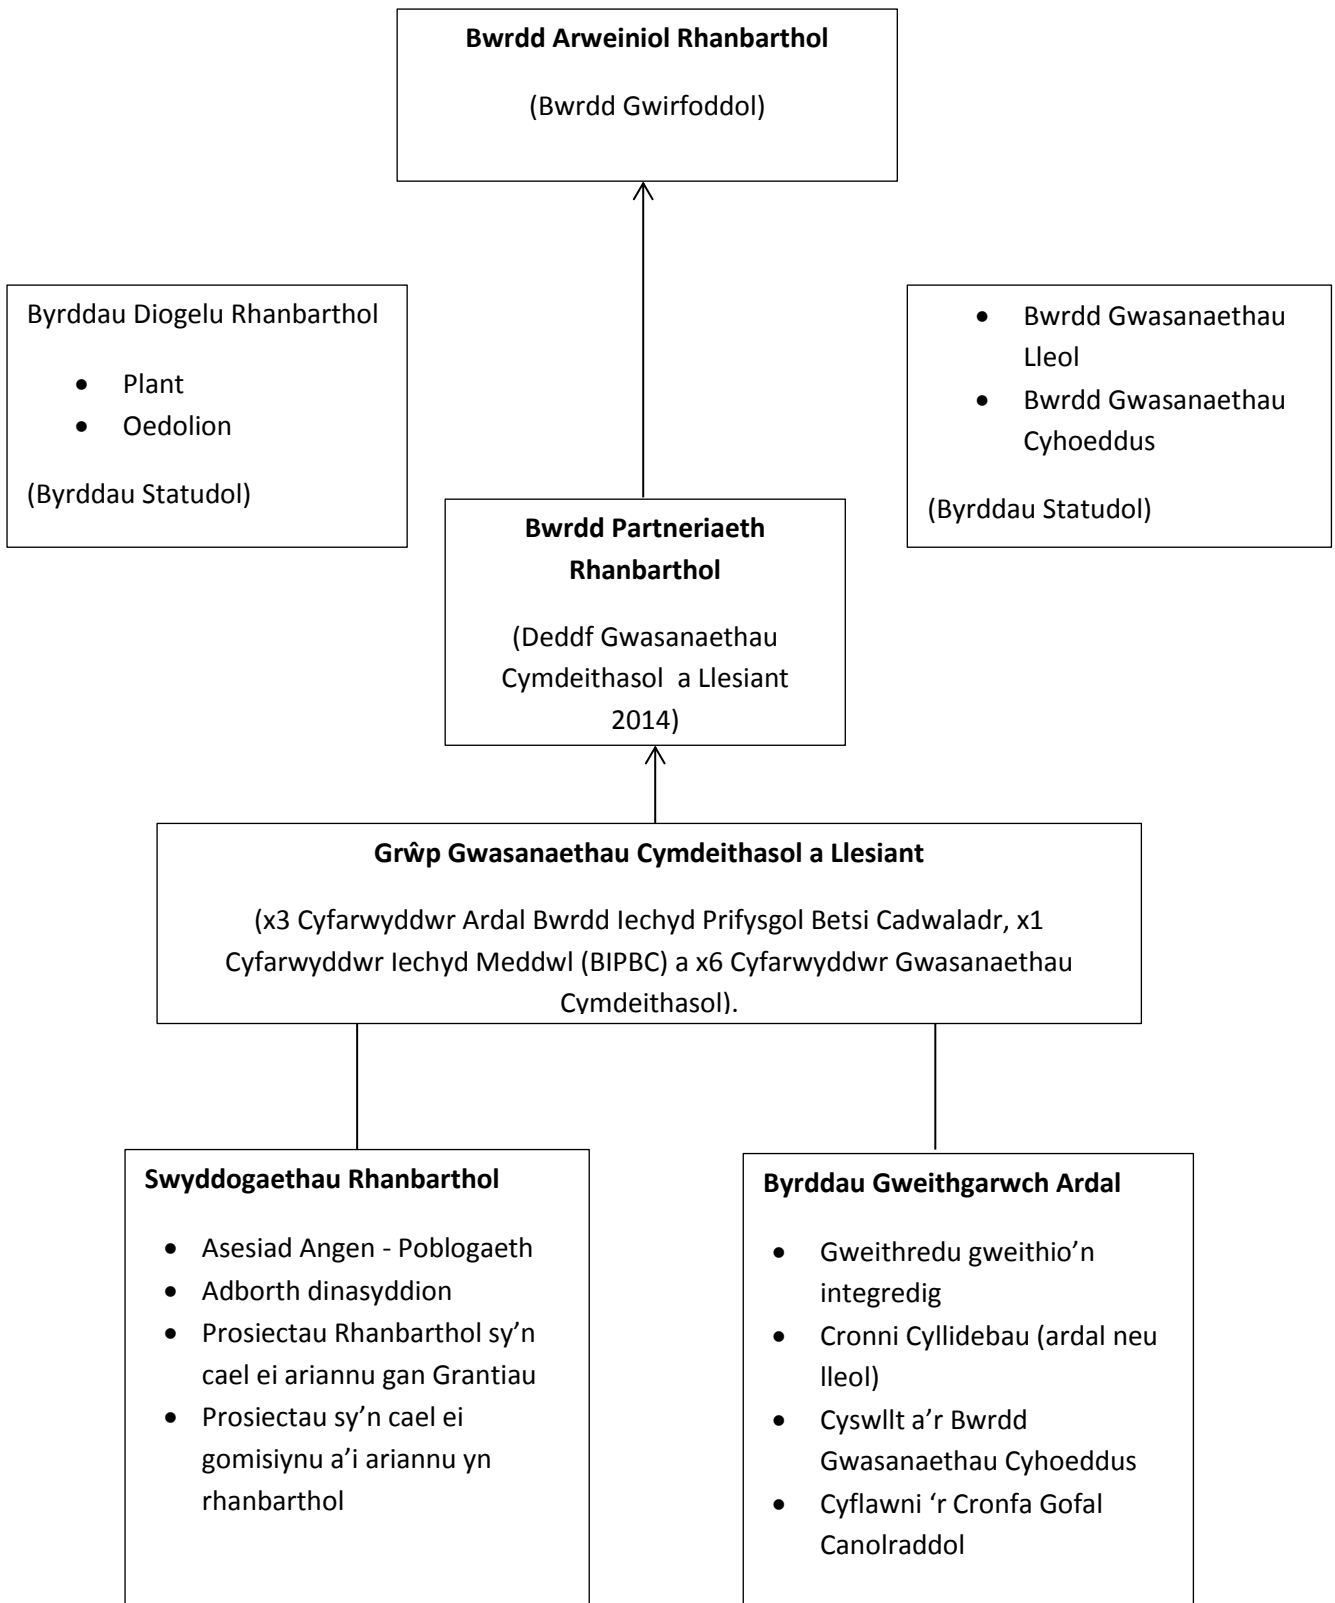 Bwrdd Arweiniol Rhanbarthol
(Bwrdd Gwirfoddol)
Byrddau Diogelu Rhanbarthol
• Plant
• Oedolion
(Byrddau Statudol)
• Bwrdd Gwasanaethau
Lleol
• Bwrdd Gwasanaethau
Cyhoeddus
(Byrddau Statudol)
Bwrdd Partneriaeth
Rhanbarthol
(Deddf Gwasanaethau
Cymdeithasol a Llesiant
2014)
Grŵp Gwasanaethau Cymdeithasol a Llesiant
(x3 Cyfarwyddwr Ardal Bwrdd Iechyd Prifysgol Betsi Cadwaladr, x1
Cyfarwyddwr Iechyd Meddwl (BIPBC) a x6 Cyfarwyddwr Gwasanaethau
Cymdeithasol).
Swyddogaethau Rhanbarthol
• Asesiad Angen - Poblogaeth
• Adborth dinasyddion
• Prosiectau Rhanbarthol sy’n
cael ei ariannu gan Grantiau
• Prosiectau sy’n cael ei
gomisiynu a’i ariannu yn
rhanbarthol
Byrddau Gweithgarwch Ardal
• Gweithredu gweithio’n
integredig
• Cronni Cyllidebau (ardal neu
lleol)
• Cyswllt a’r Bwrdd
Gwasanaethau Cyhoeddus
• Cyflawni ‘r Cronfa Gofal
Canolraddol